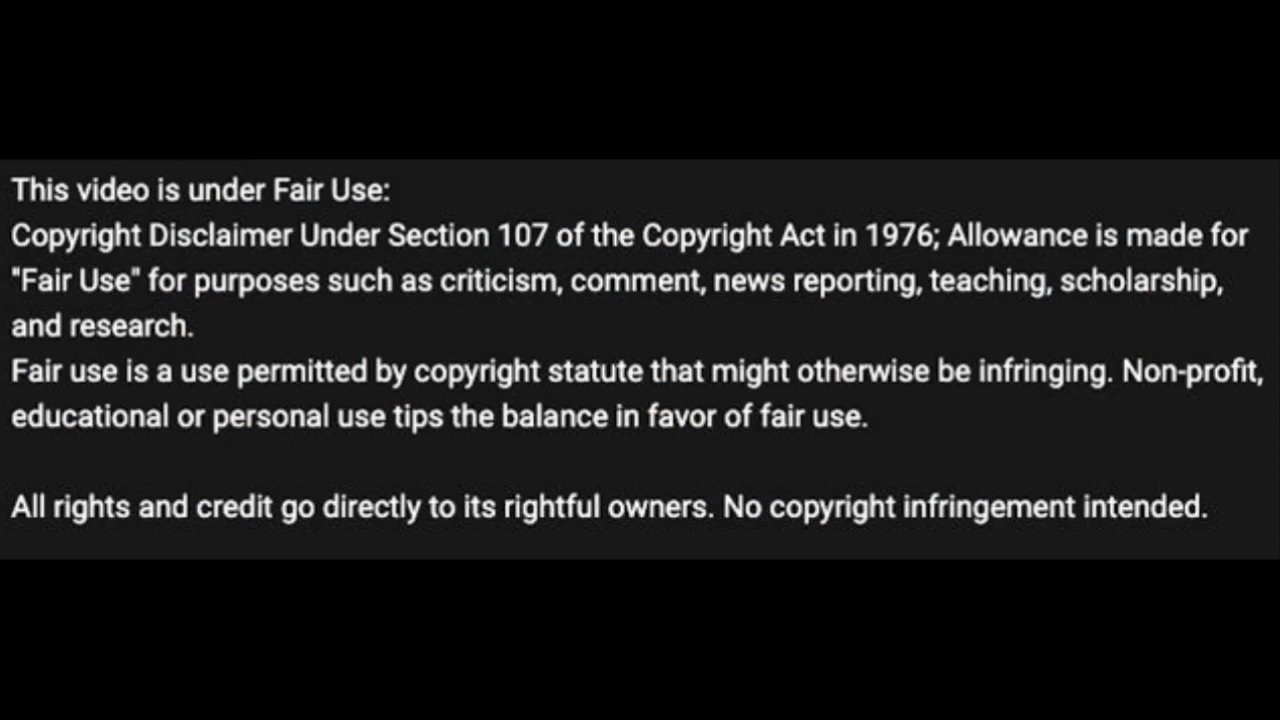 This video is under Fair Use:
Copyright Disclaimer Under Section 107 of the Copyright Act in 1976; Allowance is made for
"Fair Use" for purposes such as criticism, comment, news reporting, teaching, scholarship,
and research.
Fair use is a use permitted by copyright statute that might otherwise be infringing. Non-profit,
educational or personal use tips the balance in favor of fair use.
All rights and credit go directly to its rightful owners. No copyright infringement intended.